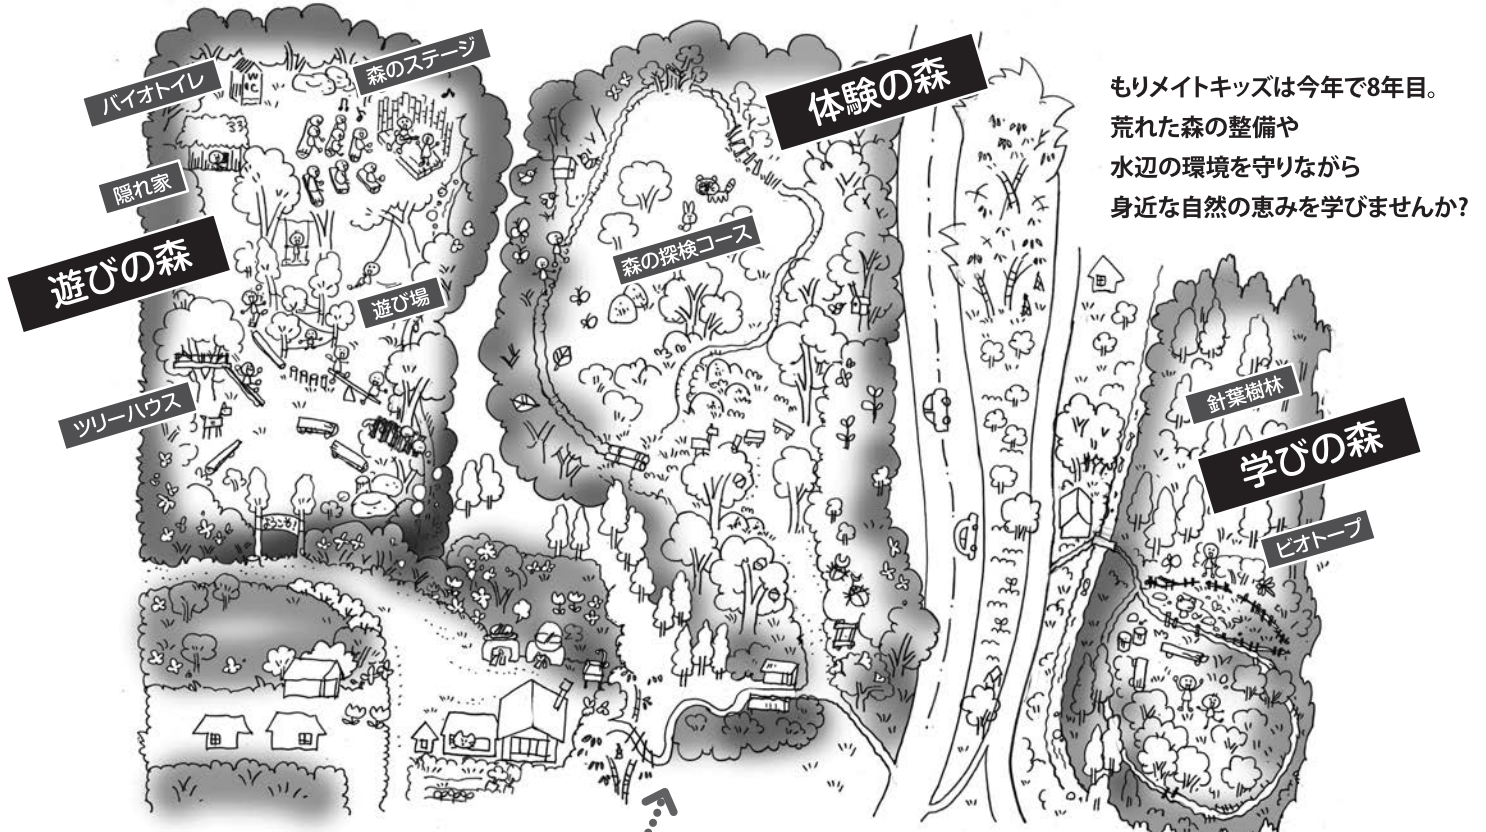 バイオトイレ
森のステージ
WC
隠れ家
遊びの森
遊び場
ツリーハウス
ようこそ!
体験の森
森の探検コース
もりメイトキッズは今年で8年目。
荒れた森の整備や
水辺の環境を守りながら
身近な自然の恵みを学びませんか?
針葉樹林
学びの森
ビオトープ